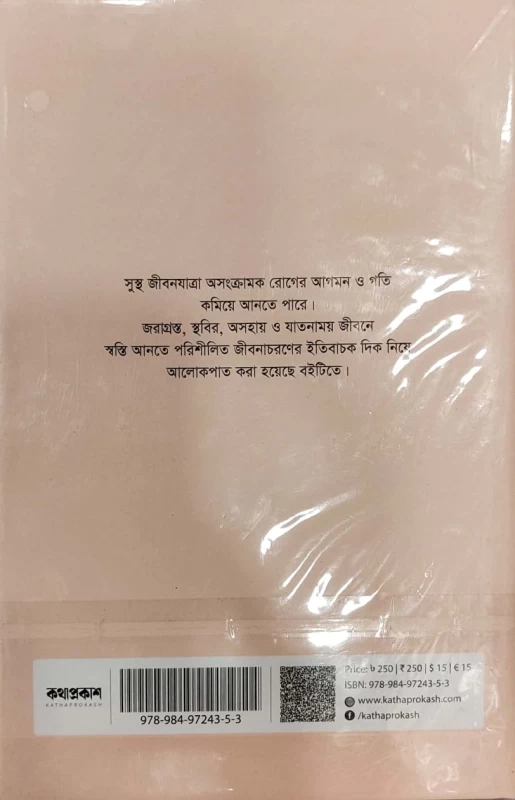 সুস্থ জীবনযাত্রা অসংক্রামক রোগের আগমন ও গতি
কমিয়ে আনতে পারে।
জরাগ্রস্ত, স্থবির, অসহায় ও যাতনাময় জীবনে
স্বস্তি আনতে পরিশীলিত জীবনাচরণের ইতিবাচক দিক নিয়ে
আলোকপাত করা হয়েছে বইটিতে।
কথাপ্রকাশ
KATHAPROKASH
978-984-97243-5-3
Price: ৳ 250 | ₹ 250 | $ 15 | € 15
ISBN: 978-984-97243-5-3
www.kathaprokash.com
/kathaprokash